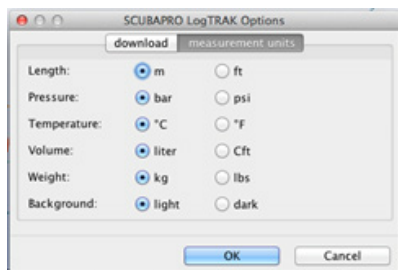 SCUBAPRO LogTRAK Options
download measurement units
Length: m ft
Pressure: bar psi
Temperature: °C °F
Volume: liter Cft
Weight: kg lbs
Background: light dark
OK Cancel